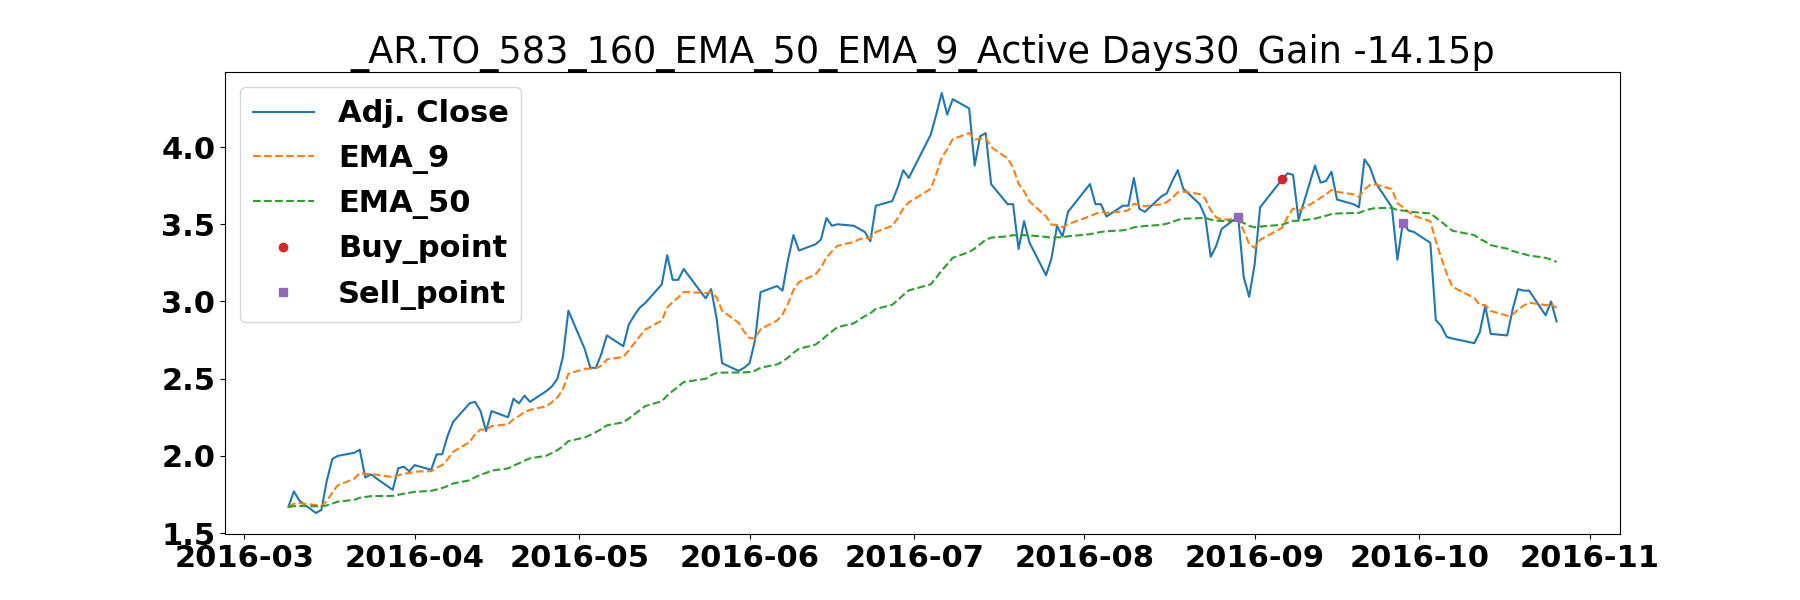 _AR.TO_583_160_EMA_50_EMA_9_Active Days30_Gain -14.15p
Adj. Close
EMA_9
EMA_50
Buy_point
Sell_point
4.0
3.5
3.0
2.5
2.0
1.5
2016-03 2016-04 2016-05 2016-06 2016-07 2016-08 2016-09 2016-10 2016-11